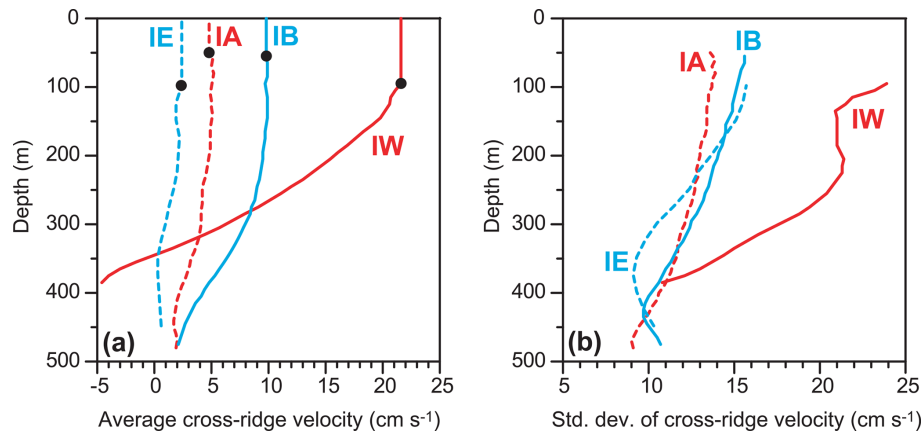 0
100
200
300
400
500
Depth (m)
IE
IA
IB
IW
(a)
-5
0
5
10
15
20
25
Average cross-ridge velocity (cm s-1)
0
100
200
300
400
500
Depth (m)
IA
IB
IW
IE
(b)
5
10
15
20
25
Std. dev. of cross-ridge velocity (cm s-1)